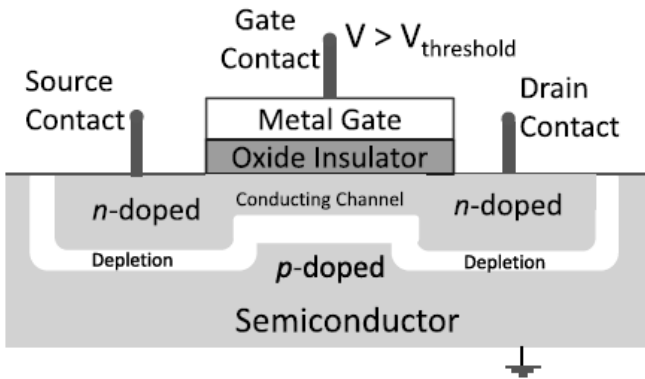 Gate
Contact
V > Vthreshold
Source
Contact
Drain
Contact
Metal Gate
Oxide Insulator
Conducting Channel
n-doped
n-doped
Depletion
Depletion
p-doped
Semiconductor